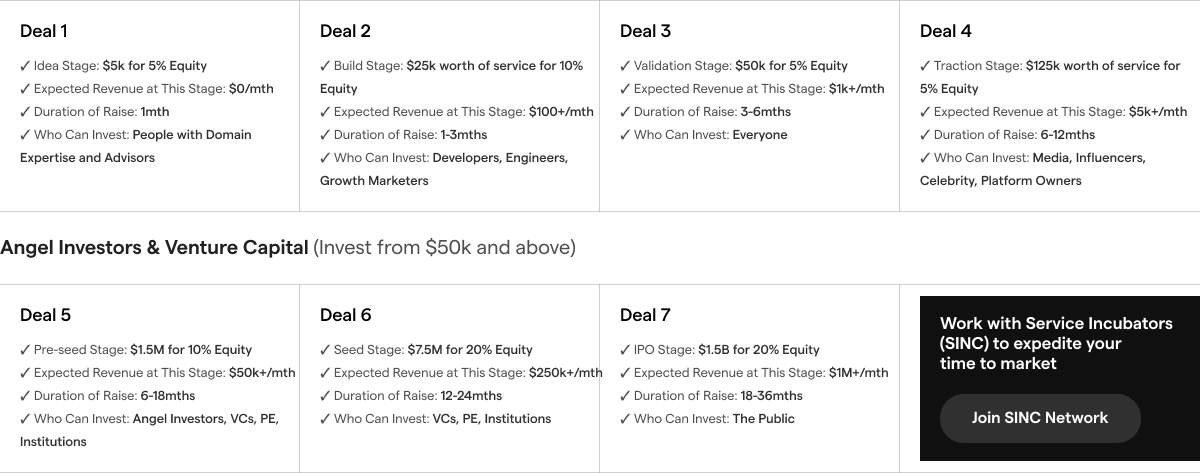 Deal 1
✓ Idea Stage: $5k for 5% Equity
✓ Expected Revenue at This Stage: $0/mth
✓ Duration of Raise: 1mth
✓ Who Can Invest: People with Domain
Expertise and Advisors
Deal 2
✓ Build Stage: $25k worth of service for 10%
Equity
✓ Expected Revenue at This Stage: $100+/mth
✓ Duration of Raise: 1-3mths
✓ Who Can Invest: Developers, Engineers,
Growth Marketers
Deal 3
✓ Validation Stage: $50k for 5% Equity
✓ Expected Revenue at This Stage: $1k+/mth
✓ Duration of Raise: 3-6mths
✓ Who Can Invest: Everyone
Deal 4
✓ Traction Stage: $125k worth of service for
5% Equity
✓ Expected Revenue at This Stage: $5k+/mth
✓ Duration of Raise: 6-12mths
✓ Who Can Invest: Media, Influencers,
Celebrity, Platform Owners
Angel Investors & Venture Capital (Invest from $50k and above)
Deal 5
✓ Pre-seed Stage: $1.5M for 10% Equity
✓ Expected Revenue at This Stage: $50k+/mth
✓ Duration of Raise: 6-18mths
✓ Who Can Invest: Angel Investors, VCs, PE,
Institutions
Deal 6
✓ Seed Stage: $7.5M for 20% Equity
✓ Expected Revenue at This Stage: $250k+/mth
✓ Duration of Raise: 12-24mths
✓ Who Can Invest: VCs, PE, Institutions
Deal 7
✓ IPO Stage: $1.5B for 20% Equity
✓ Expected Revenue at This Stage: $1M+/mth
✓ Duration of Raise: 18-36mths
✓ Who Can Invest: The Public
Work with Service Incubators
(SINC) to expedite your
time to market
Join SINC Network